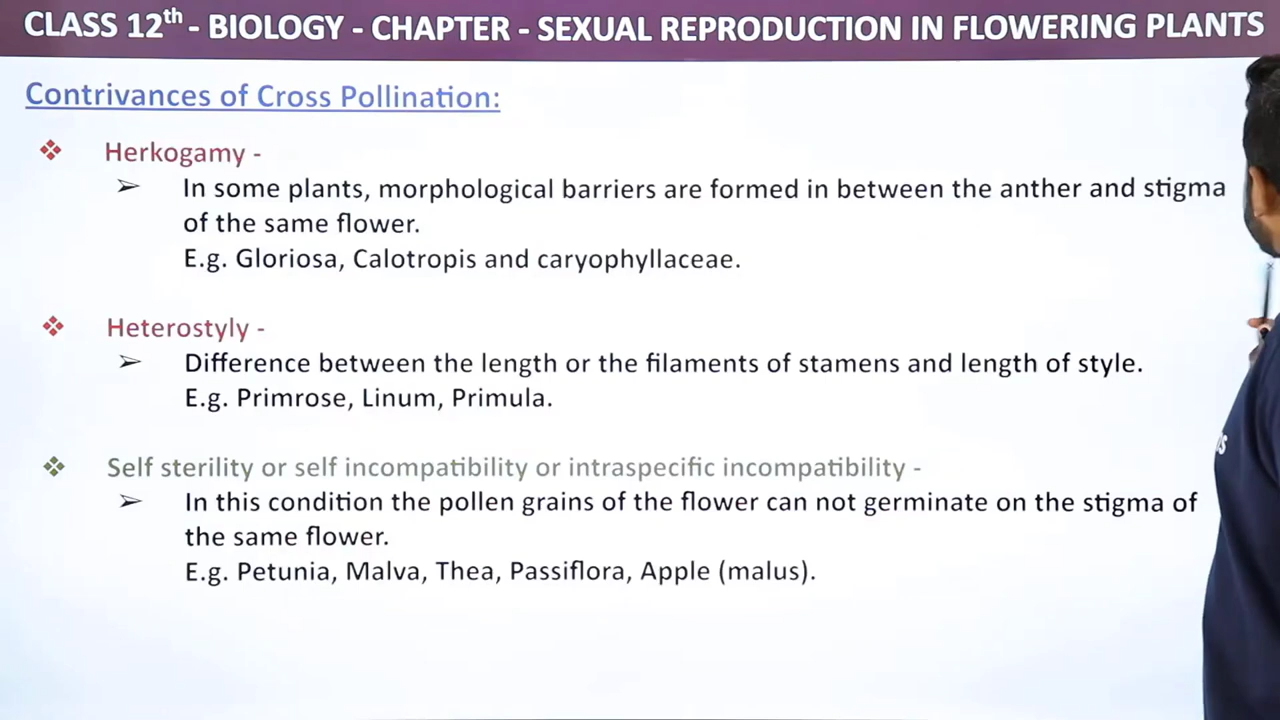 CLASS 12th - BIOLOGY - CHAPTER - SEXUAL REPRODUCTION IN FLOWERING PLANTS
Contrivances of Cross Pollination:
❖ Herkogamy -
➢ In some plants, morphological barriers are formed in between the anther and stigma
of the same flower.
E.g. Gloriosa, Calotropis and caryophyllaceae.
❖ Heterostyly -
➢ Difference between the length or the filaments of stamens and length of style.
E.g. Primrose, Linum, Primula.
❖ Self sterility or self incompatibility or intraspecific incompatibility -
➢ In this condition the pollen grains of the flower can not germinate on the stigma of
the same flower.
E.g. Petunia, Malva, Thea, Passiflora, Apple (malus).